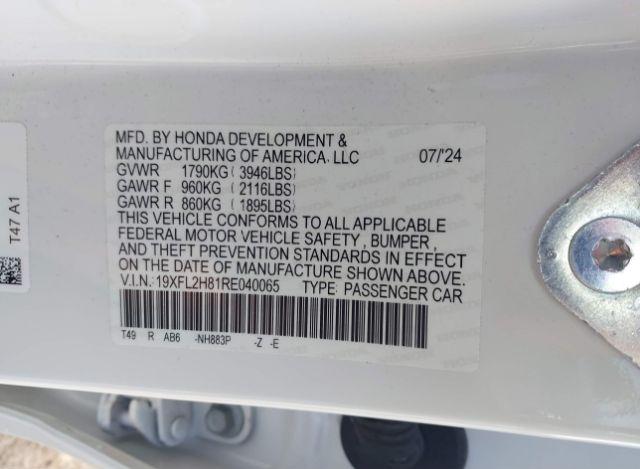 MFD. BY HONDA DEVELOPMENT &
MANUFACTURING OF AMERICA, LLC 07/'24
GVWR 1790KG ( 3946LBS)
GAWR F 960KG ( 2116LBS)
GAWR R 860KG ( 1895LBS)
THIS VEHICLE CONFORMS TO ALL APPLICABLE
FEDERAL MOTOR VEHICLE SAFETY , BUMPER ,
AND THEFT PREVENTION STANDARDS IN EFFECT
ON THE DATE OF MANUFACTURE SHOWN ABOVE.
V.I.N: 19XFL2H81RE040065 TYPE: PASSENGER CAR
T49 R AB6 -NH883P -Z -E
T47 A1